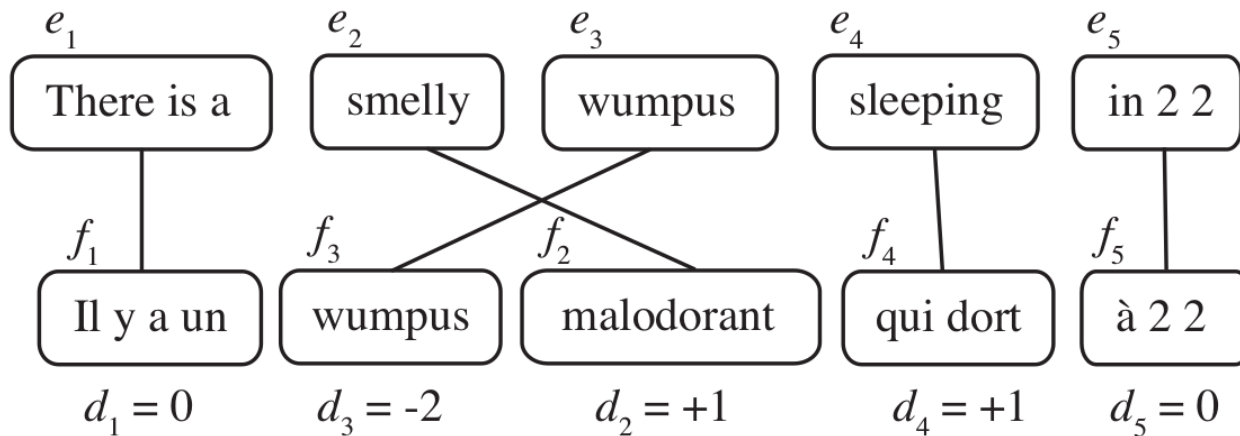 e1 e2 e3 e4 e5
There is a smelly wumpus sleeping in 2 2
f1 f3 f2 f4 f5
Il y a un wumpus malodorant qui dort à 2 2
d1 = 0 d3 = -2 d2 = +1 d4 = +1 d5 = 0